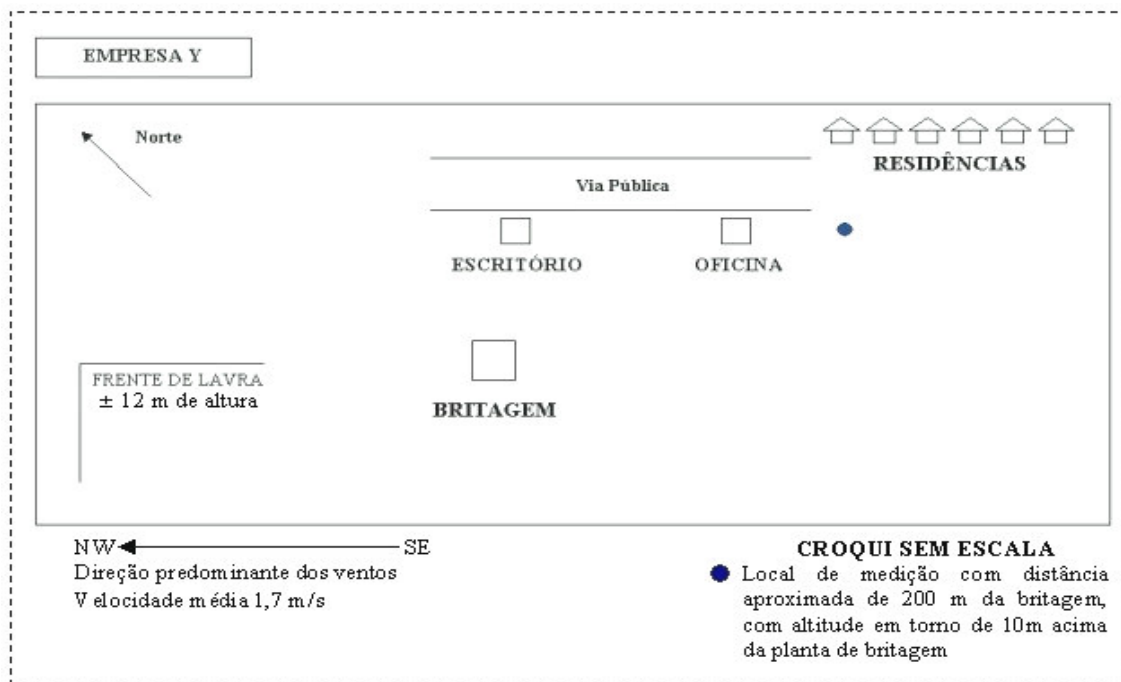 EMPRESA Y
Norte
RESIDÊNCIAS
Via Pública
ESCRITÓRIO
OFICINA
FRENTE DE LAVRA
± 12 m de altura
BRITAGEM
NW
SE
Direção predominante dos ventos
Velocidade média 1,7 m/s
CROQUI SEM ESCALA
Local de medição com distância
aproximada de 200 m da britagem,
com altitude em torno de 10m acima
da planta de britagem